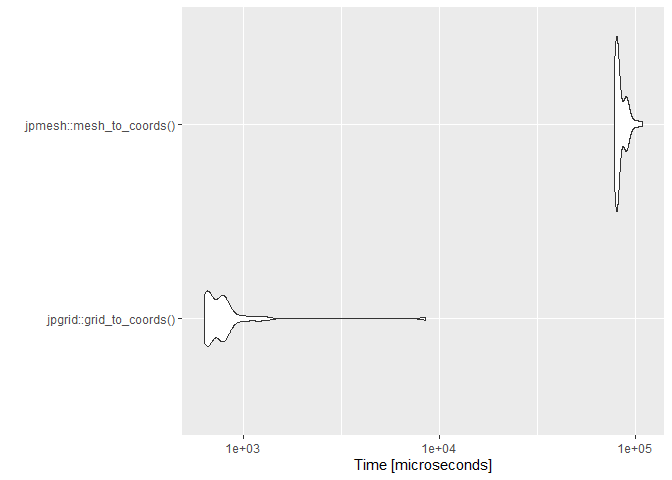 jpmesh::mesh_to_coords()
jpgrid::grid_to_coords()
1e+03 1e+04 1e+05
Time [microseconds]